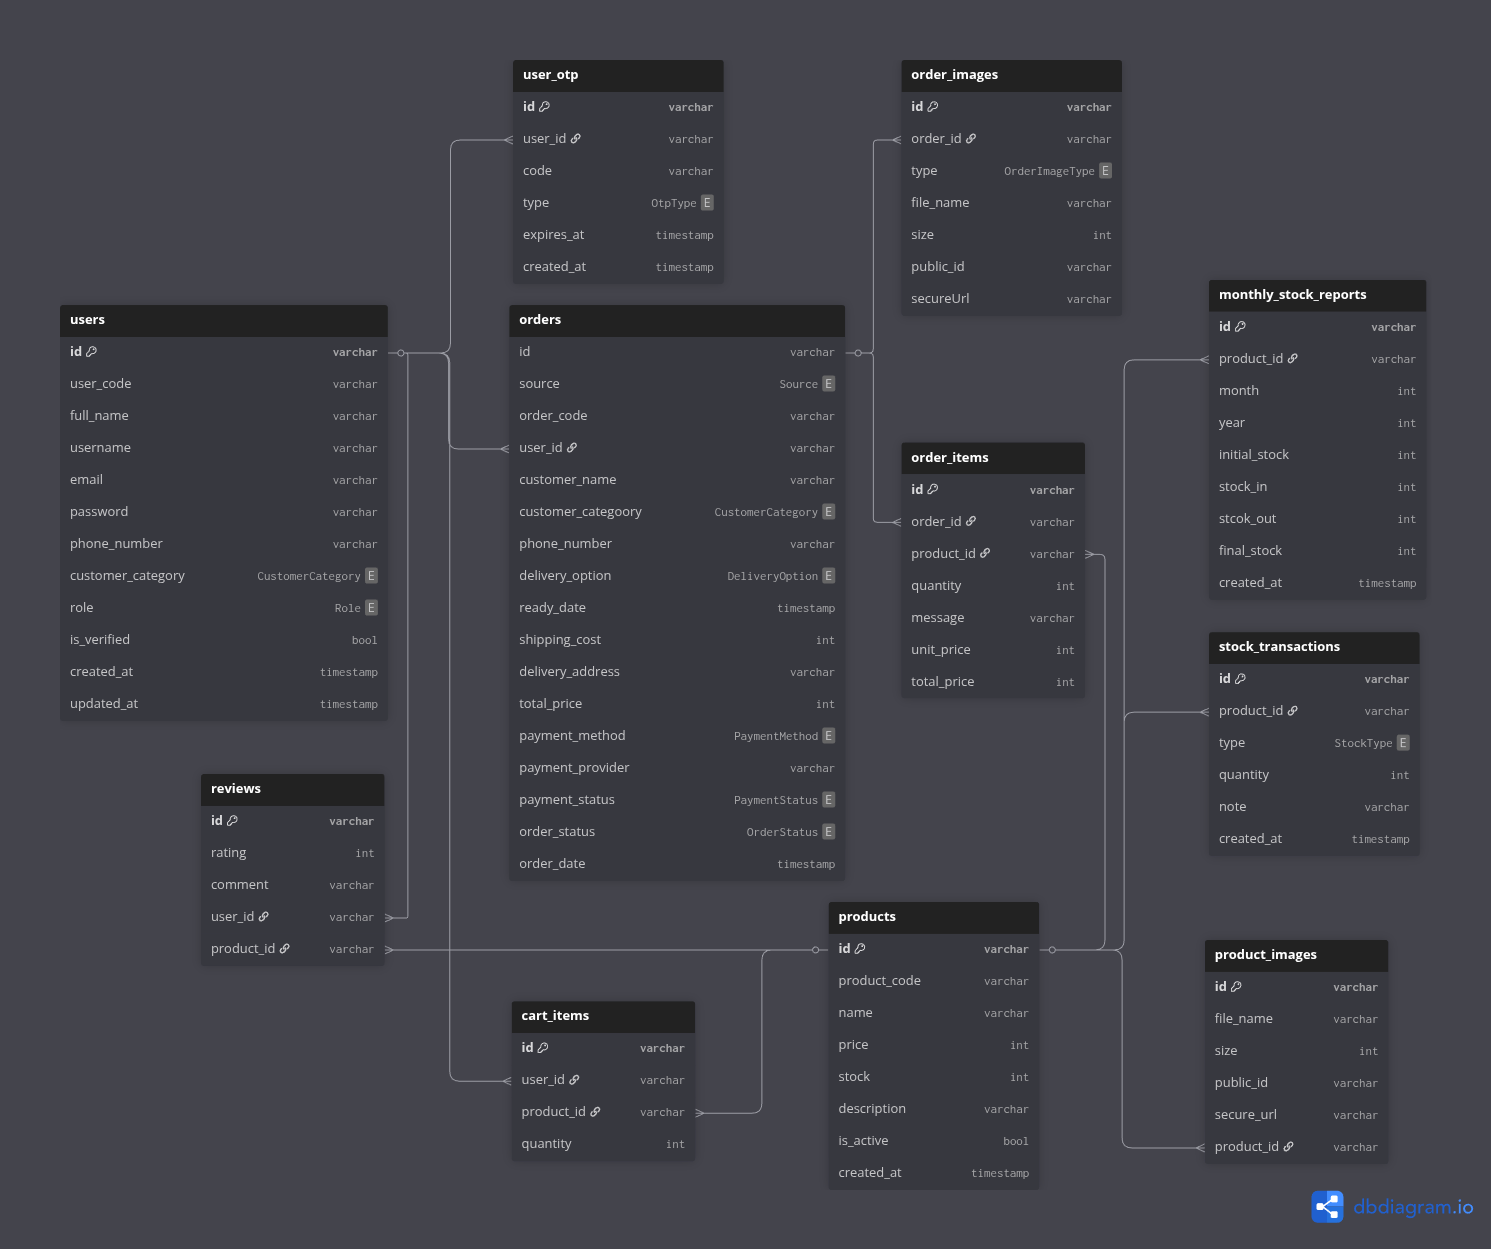 user_otp
id varchar
user_id varchar
code varchar
type OtpType E
expires_at timestamp
created_at timestamp
order_images
id varchar
order_id varchar
type OrderImageType E
file_name varchar
size int
public_id varchar
secureUrl varchar
users
id varchar
user_code varchar
full_name varchar
username varchar
email varchar
password varchar
phone_number varchar
customer_category CustomerCategory E
role Role E
is_verified bool
created_at timestamp
updated_at timestamp
orders
id varchar
source Source E
order_code varchar
user_id varchar
customer_name varchar
customer_categoory CustomerCategory E
phone_number varchar
delivery_option DeliveryOption E
ready_date timestamp
shipping_cost int
delivery_address varchar
total_price int
payment_method PaymentMethod E
payment_provider varchar
payment_status PaymentStatus E
order_status OrderStatus E
order_date timestamp
order_items
id varchar
order_id varchar
product_id varchar
quantity int
message varchar
unit_price int
total_price int
monthly_stock_reports
id varchar
product_id varchar
month int
year int
initial_stock int
stock_in int
stcok_out int
final_stock int
created_at timestamp
stock_transactions
id varchar
product_id varchar
type StockType E
quantity int
note varchar
created_at timestamp
reviews
id varchar
rating int
comment varchar
user_id varchar
product_id varchar
cart_items
id varchar
user_id varchar
product_id varchar
quantity int
products
id varchar
product_code varchar
name varchar
price int
stock int
description varchar
is_active bool
created_at timestamp
product_images
id varchar
file_name varchar
size int
public_id varchar
secure_url varchar
product_id varchar
dbdiagram.io